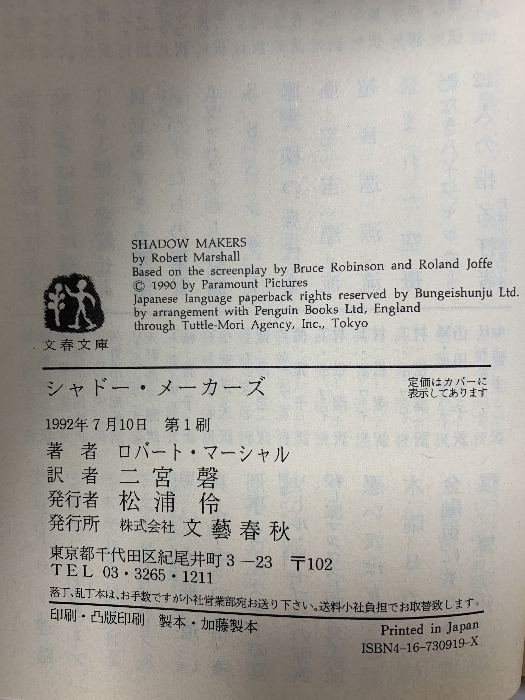 SHADOW MAKERS
by Robert Marshall
Based on the screenplay by Bruce Robinson and Roland Joffe
© 1990 by Paramount Pictures
Japanese language paperback rights reserved by Bungeishunju Ltd.
by arrangement with Penguin Books Ltd, England
through Tuttle-Mori Agency, Inc., Tokyo
文春文庫
シャドー・メーカーズ
定価はカバーに
表示してあります
1992年7月10日 第1刷
著者 ロバート・マーシャル
訳者 二宮磬
発行者 松浦伶
発行所 株式会社 文藝春秋
東京都千代田区紀尾井町3-23 〒102
TEL 03・3265・1211
落丁、乱丁本は、お手数ですが小社営業部宛お送り下さい。送料小社負担でお取替致します。
印刷・凸版印刷 製本・加藤製本
Printed in Japan
ISBN4-16-730919-X